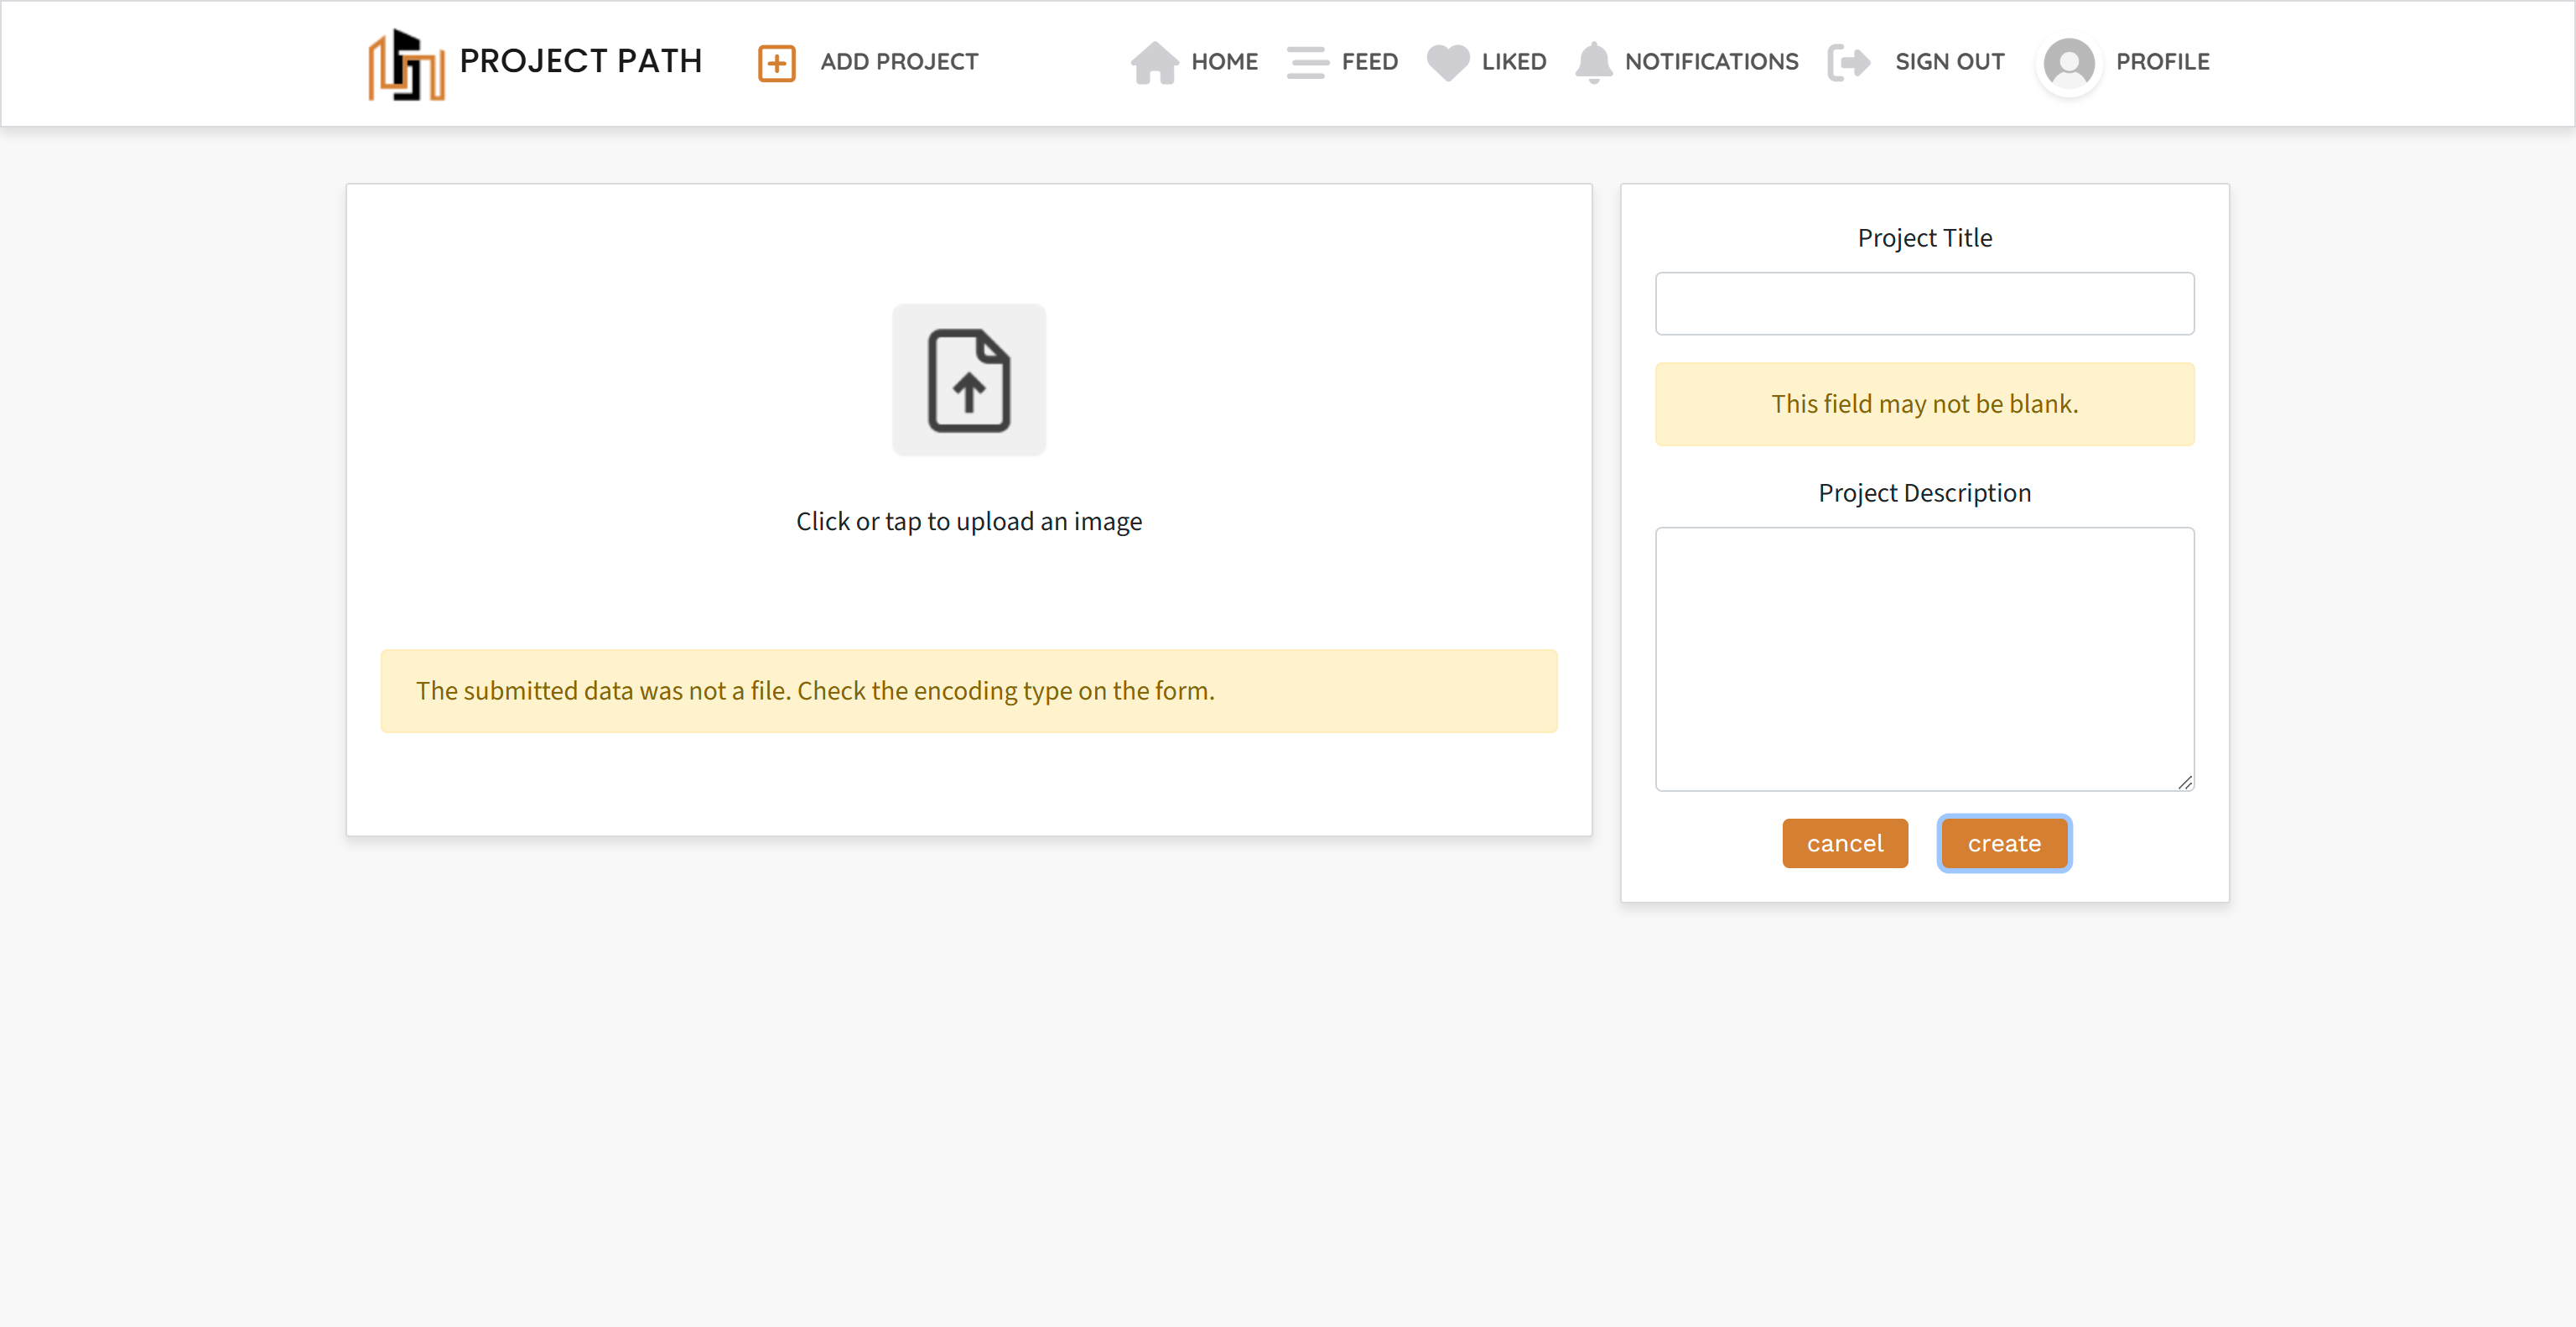 PROJECT PATH
ADD PROJECT
HOME
FEED
LIKED
NOTIFICATIONS
SIGN OUT
PROFILE
Click or tap to upload an image
The submitted data was not a file. Check the encoding type on the form.
Project Title
This field may not be blank.
Project Description
cancel
create